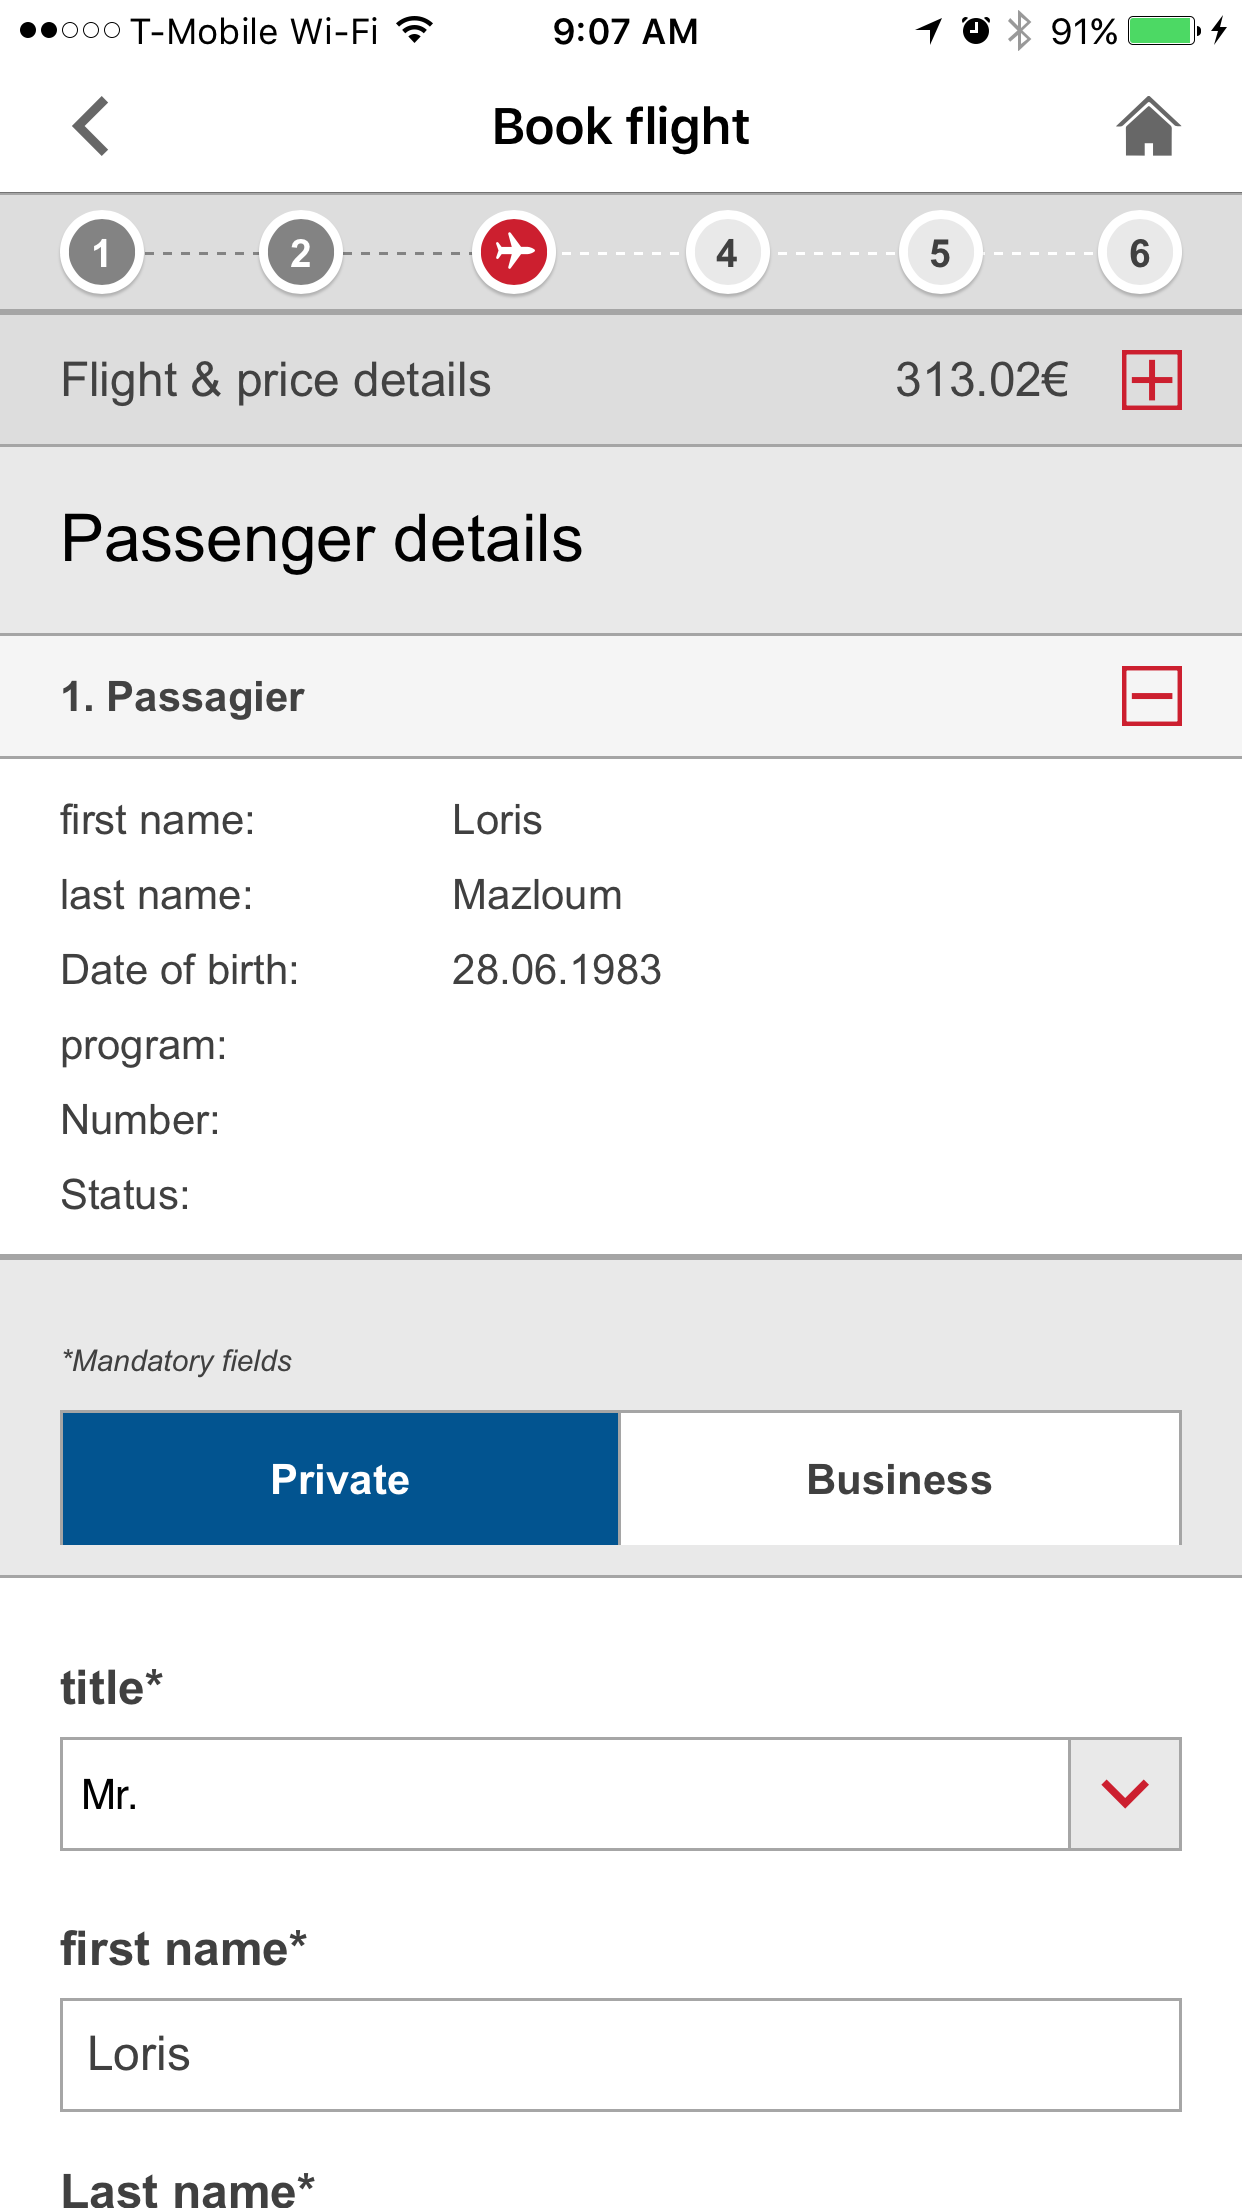 T-Mobile Wi-Fi 9:07 AM 91%
Book flight
1 2 4 5 6
Flight & price details 313.02€
Passenger details
1. Passagier
first name: Loris
last name: Mazloum
Date of birth: 28.06.1983
program:
Number:
Status:
*Mandatory fields
Private Business
title*
Mr.
first name*
Loris
Last name*